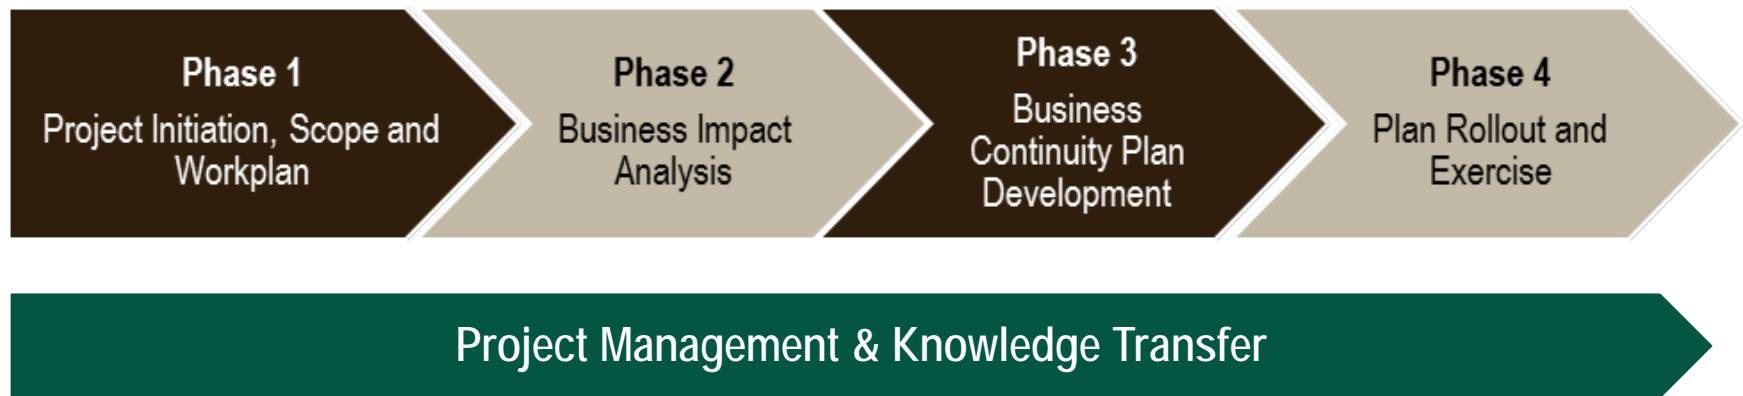 Phase 1
Project Initiation, Scope and
Workplan
Phase 2
Business Impact
Analysis
Phase 3
Business
Continuity Plan
Development
Phase 4
Plan Rollout and
Exercise
Project Management & Knowledge Transfer